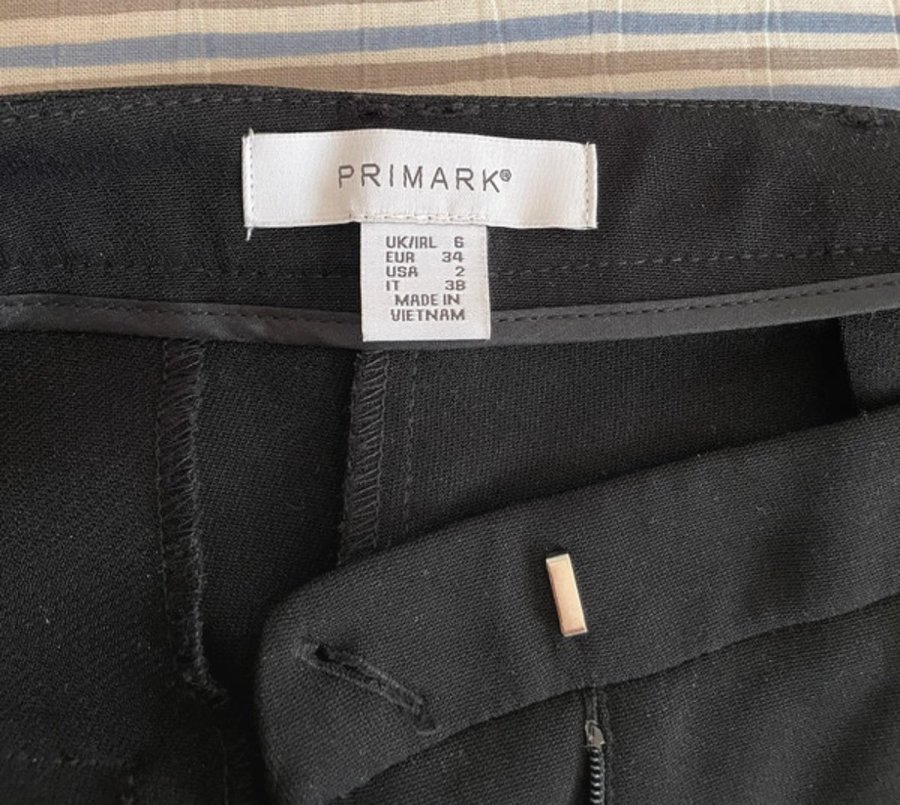 PRIMARK®
UK/IRL 6
EUR 34
USA 2
IT 38
MADE IN
VIETNAM